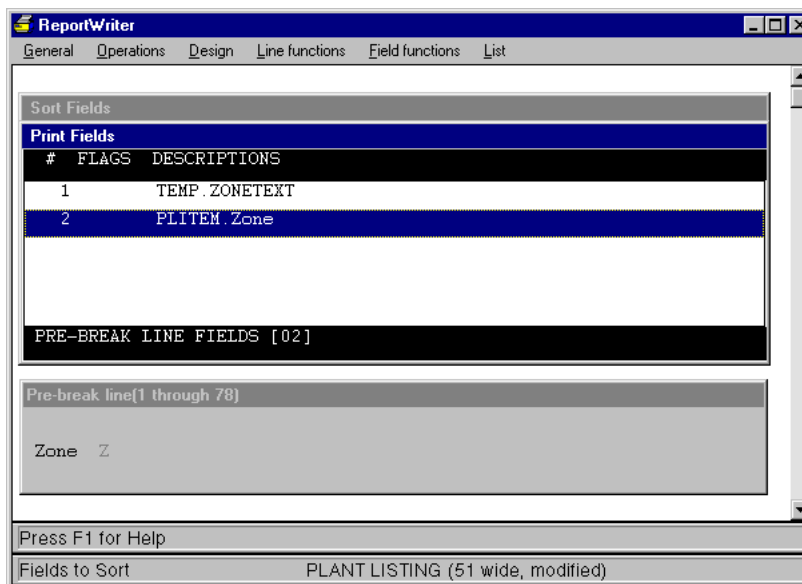 ReportWriter
General Operations Design Line functions Field functions List
Sort Fields
Print Fields
# FLAGS DESCRIPTIONS
1 TEMP.ZONETEXT
2 PLITEM.Zone
PRE-BREAK LINE FIELDS [02]
Pre-break line(1 through 78)
Zone Z
Press F1 for Help
Fields to Sort PLANT LISTING (51 wide, modified)